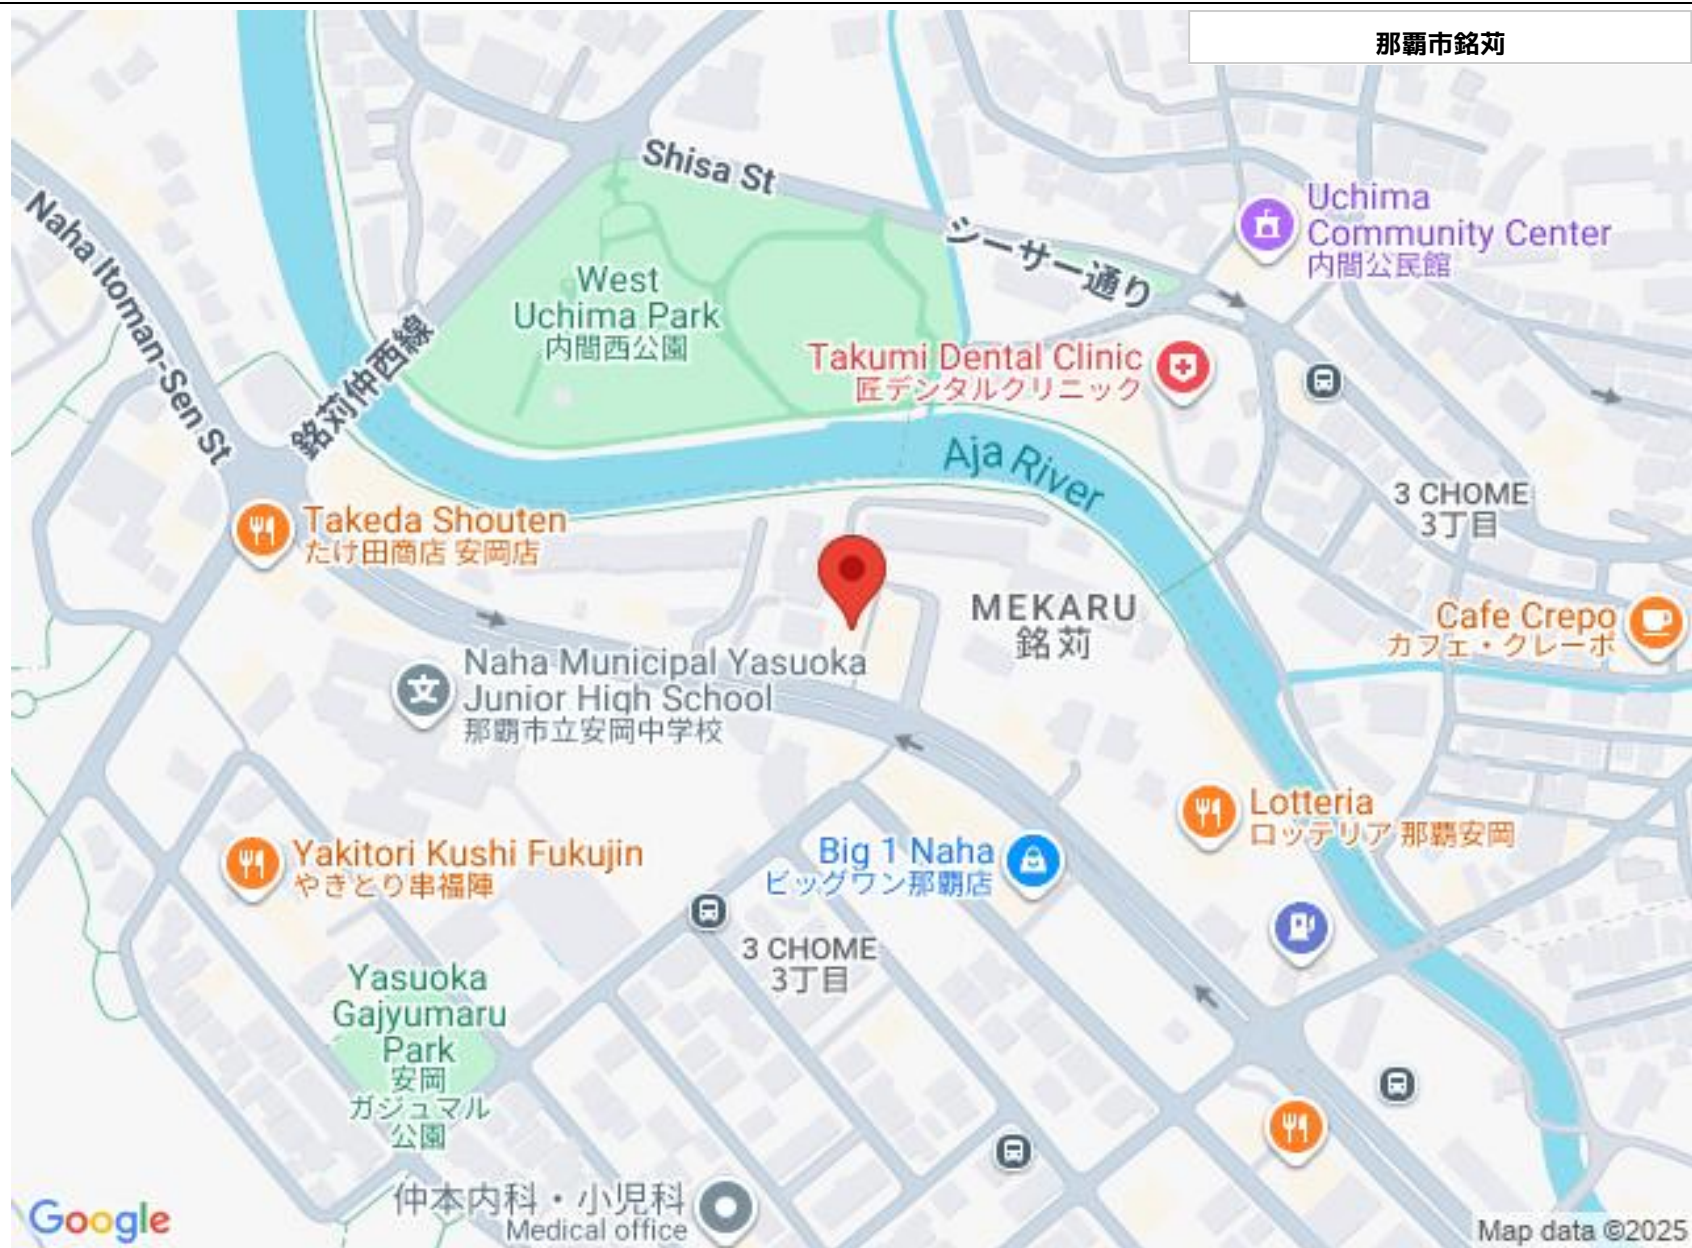 那覇市銘苅
Shisa St
シーサー通り
Naha Itoman-Sen St
銘苅仲西線
Uchima
Community Center
内間公民館
West
Uchima Park
内間西公園
Takumi Dental Clinic
匠デンタルクリニック
Aja River
3 CHOME
3丁目
Takeda Shouten
たけ田商店 安岡店
MEKARU
銘苅
Cafe Crepo
カフェ・クレーポ
Naha Municipal Yasuoka
Junior High School
那覇市立安岡中学校
Lotteria
ロッテリア 那覇安岡
Yakitori Kushi Fukujin
やきとり串福陣
Big 1 Naha
ビッグワン那覇店
3 CHOME
3丁目
Yasuoka
Gajyumaru
Park
安岡
ガジュマル
公園
仲本内科・小児科
Medical office
Google
Map data ©2025